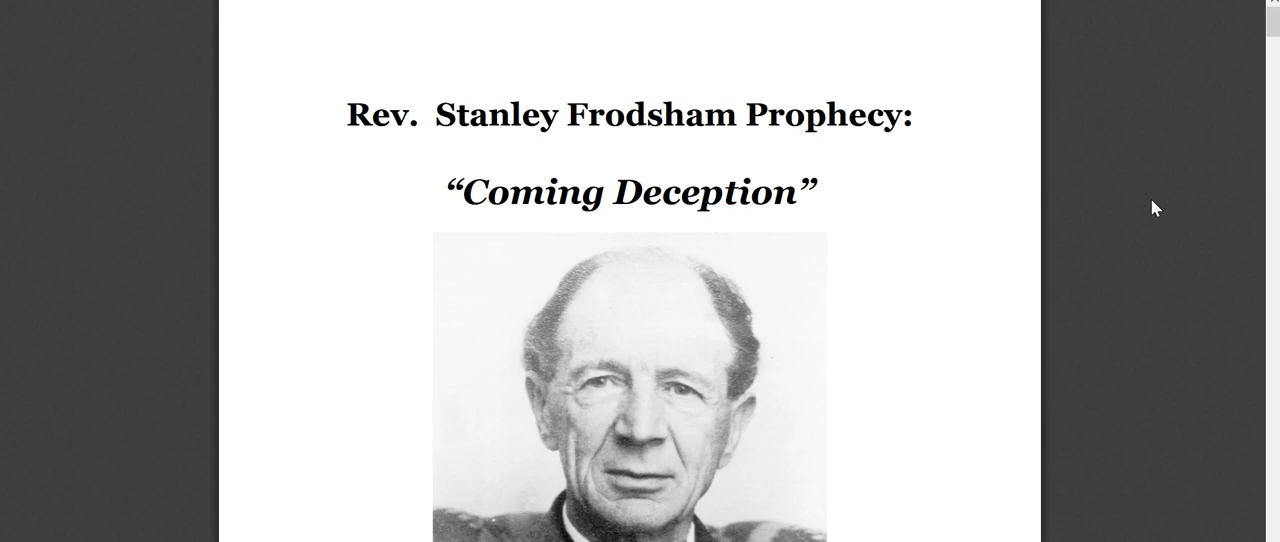 Rev. Stanley Frodsham Prophecy:
“Coming Deception”